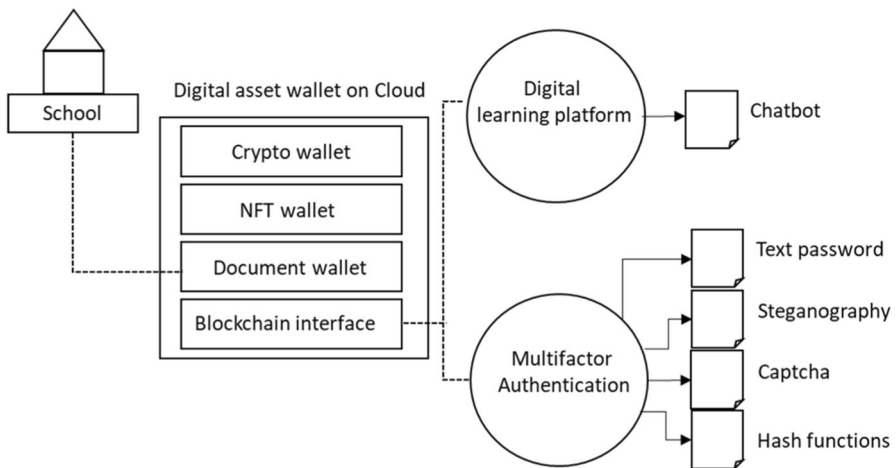 School
Digital asset wallet on Cloud
Crypto wallet
NFT wallet
Document wallet
Blockchain interface
Digital
learning platform
Chatbot
Multifactor
Authentication
Text password
Steganography
Captcha
Hash functions